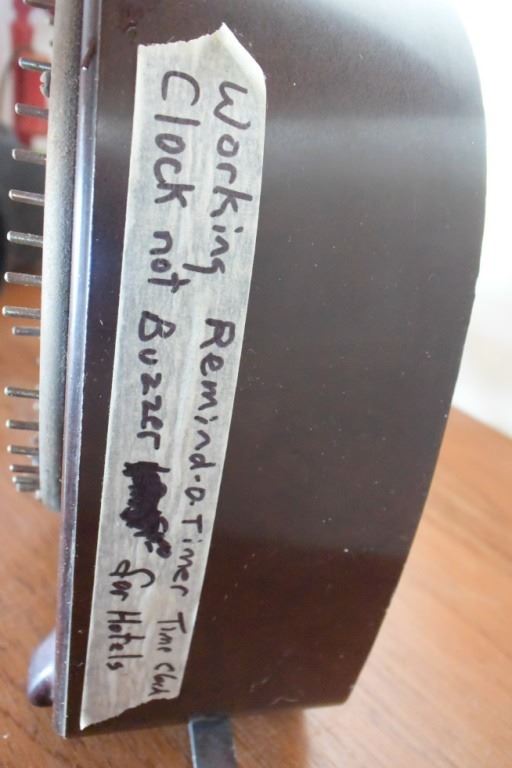 Working Remind-o-Timer Time Clock
Clock not Buzzer for Hotels